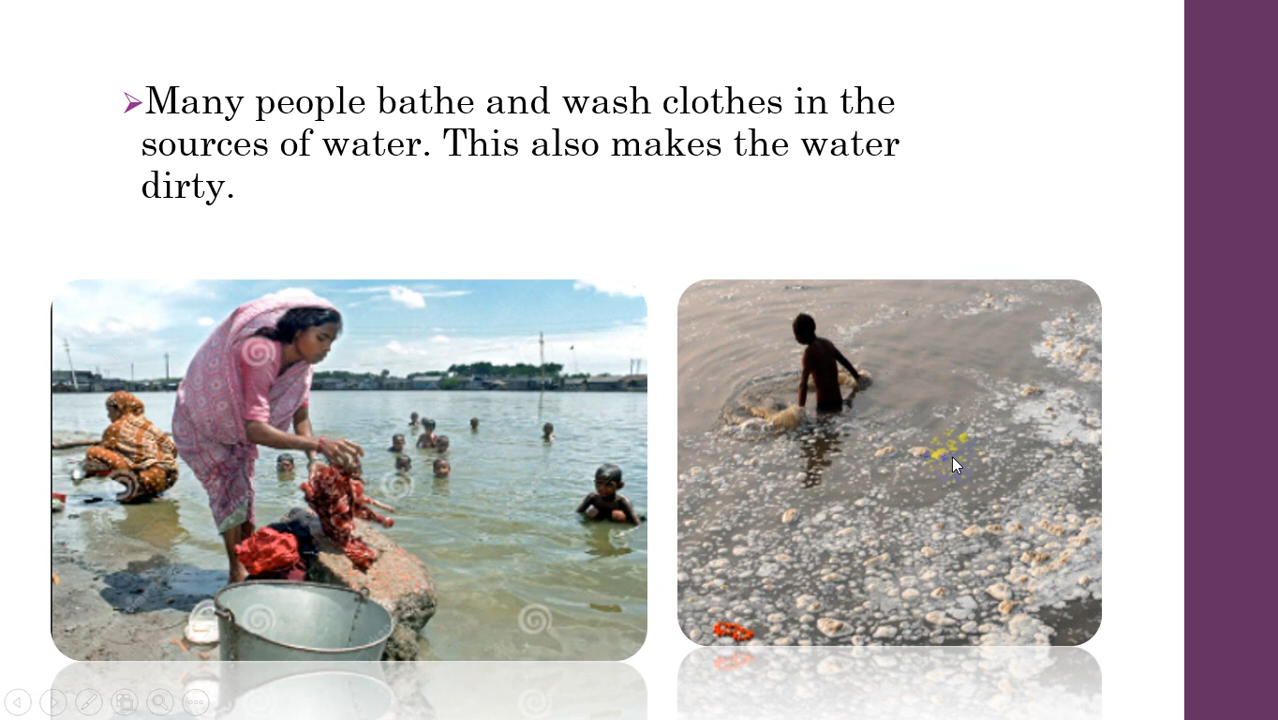 Many people bathe and wash clothes in the
sources of water. This also makes the water
dirty.